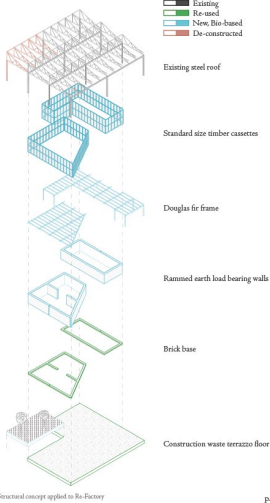 Existing
Re-used
New, Bio-based
De-constructed
Existing steel roof
Standard size timber cassettes
Douglas fir frame
Rammed earth load bearing walls
Brick base
Construction waste terrazzo floor
Structural concept applied to Re-Factory